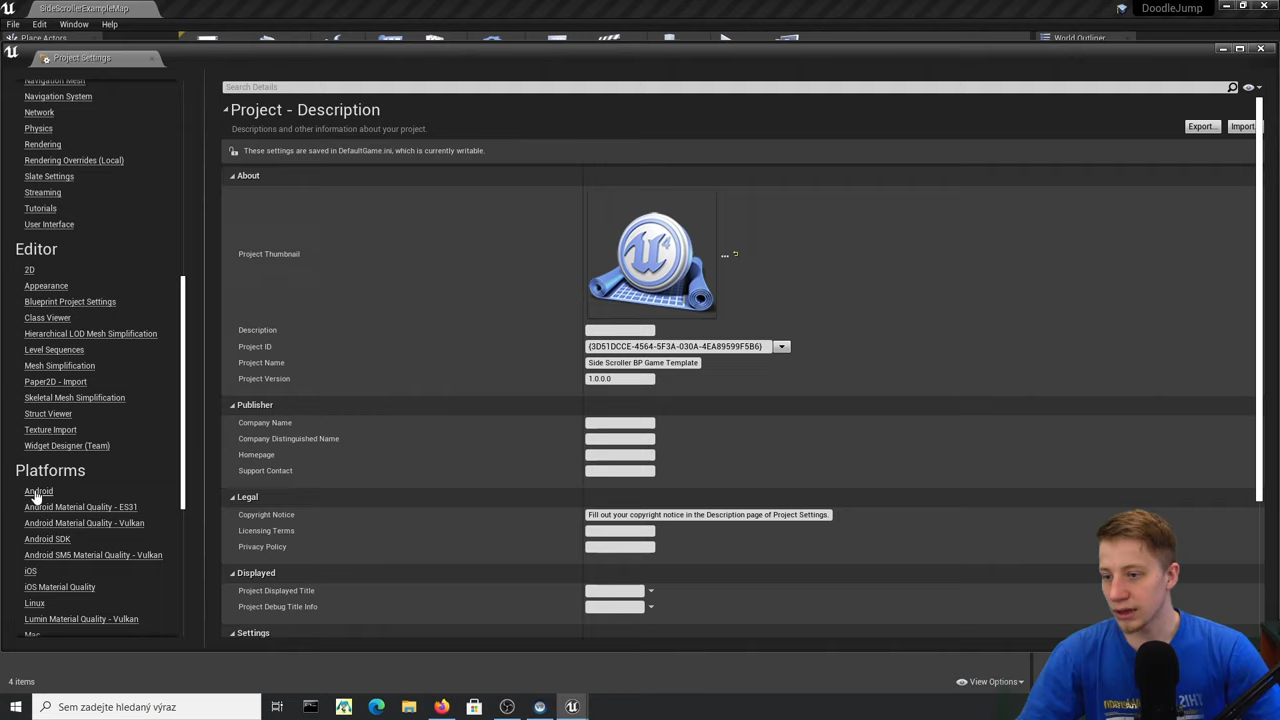 SideScrollerExampleMap
DoodleJump
File Edit Window Help
Place Actors
World Outliner
Project Settings
Navigation Mesh
Navigation System
Network
Physics
Rendering
Rendering Overrides (Local)
Slate Settings
Streaming
Tutorials
User Interface
Editor
2D
Appearance
Blueprint Project Settings
Class Viewer
Hierarchical LOD Mesh Simplification
Level Sequences
Mesh Simplification
Paper2D - Import
Skeletal Mesh Simplification
Struct Viewer
Texture Import
Widget Designer (Team)
Platforms
Android
Android Material Quality - ES31
Android Material Quality - Vulkan
Android SDK
Android SM5 Material Quality - Vulkan
iOS
iOS Material Quality
Linux
Lumin Material Quality - Vulkan
Mac
Search Details
Project - Description
Descriptions and other information about your project.
Export... Import
These settings are saved in DefaultGame.ini, which is currently writable.
About
Project Thumbnail
...
Description
Project ID {3D51DCCE-4564-5F3A-030A-4EA89599F5B6}
Project Name Side Scroller BP Game Template
Project Version 1.0.0.0
Publisher
Company Name
Company Distinguished Name
Homepage
Support Contact
Legal
Copyright Notice Fill out your copyright notice in the Description page of Project Settings.
Licensing Terms
Privacy Policy
Displayed
Project Displayed Title
Project Debug Title Info
Settings
4 items
View Options
Sem zadejte hledaný výraz